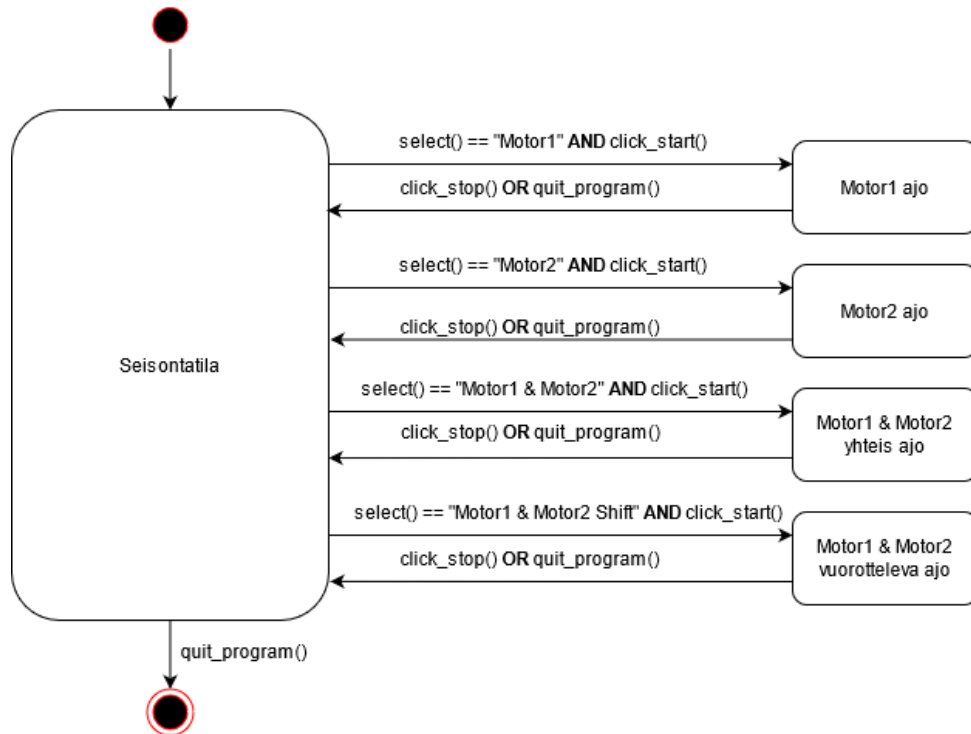 select() == "Motor1" AND click_start()
click_stop() OR quit_program()
Motor1 ajo
select() == "Motor2" AND click_start()
click_stop() OR quit_program()
Motor2 ajo
Seisontatila
select() == "Motor1 & Motor2" AND click_start()
click_stop() OR quit_program()
Motor1 & Motor2
yhteis ajo
select() == "Motor1 & Motor2 Shift" AND click_start()
click_stop() OR quit_program()
Motor1 & Motor2
vuorotteleva ajo
quit_program()